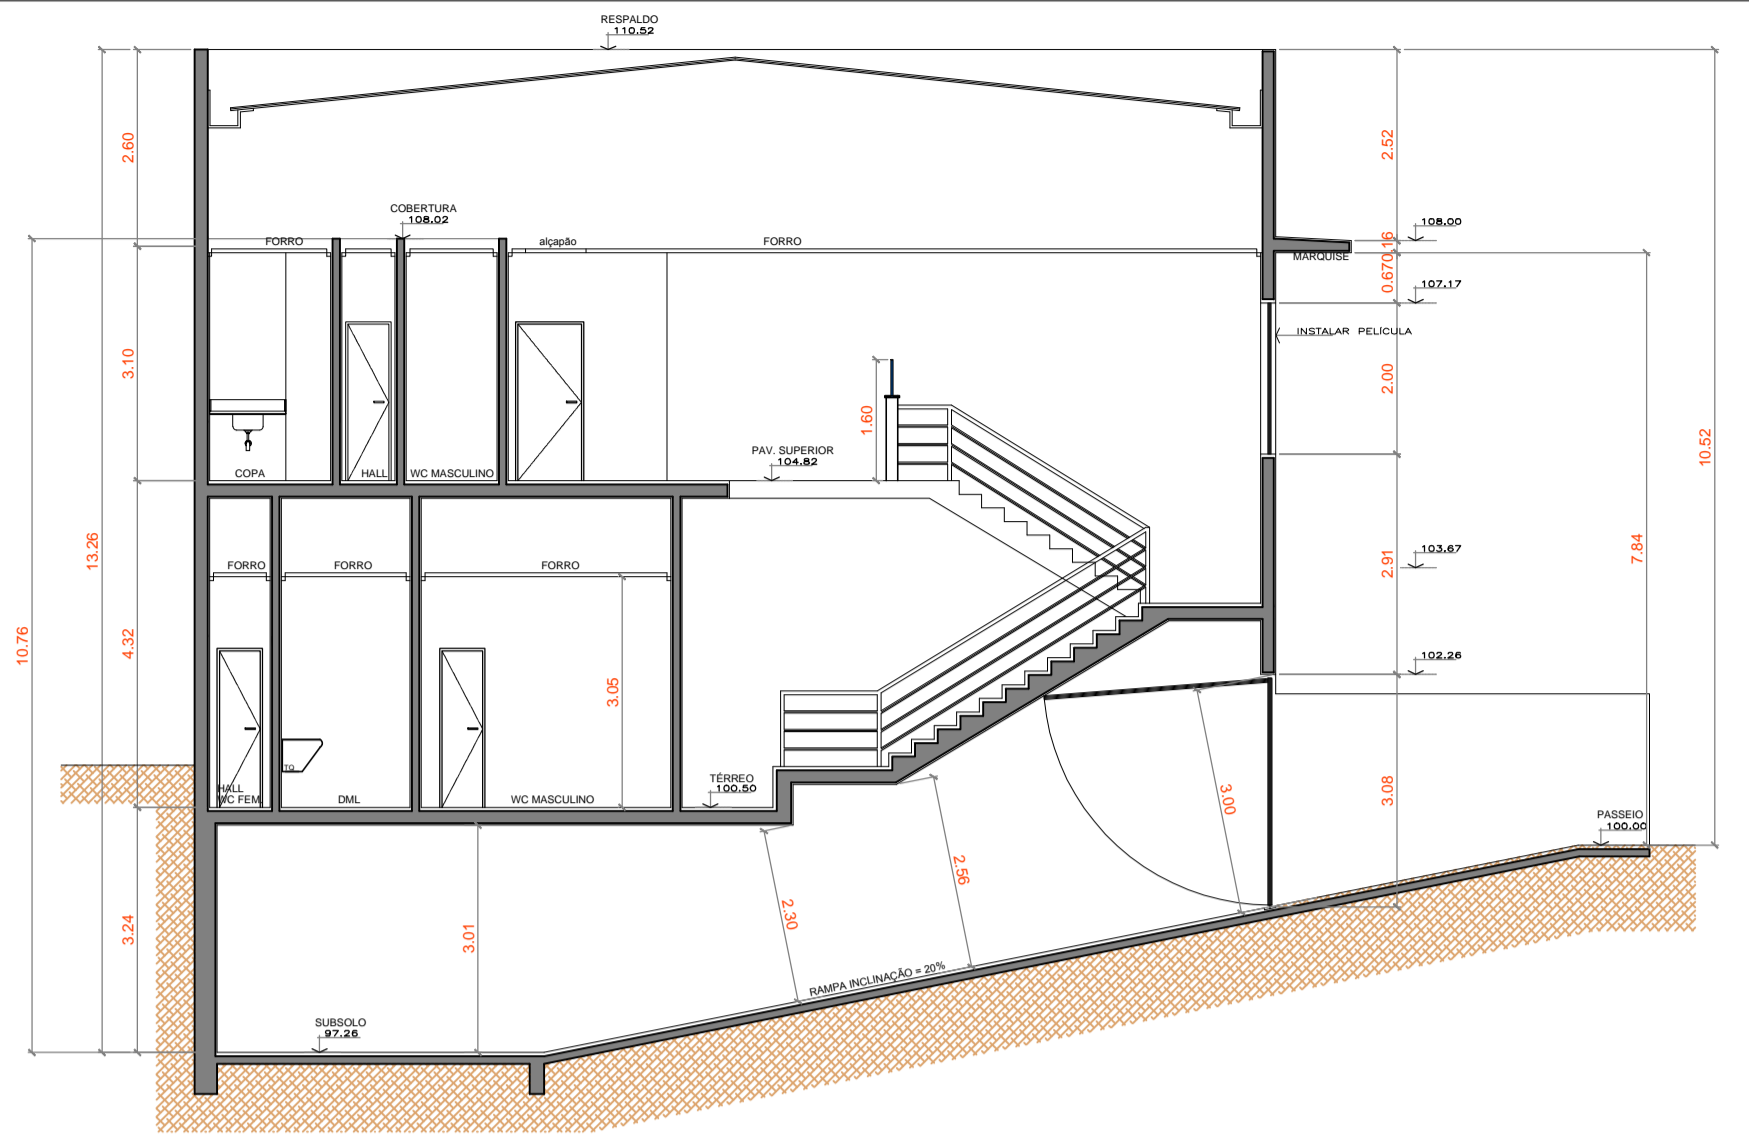 RESPALDO
110.52
2.60
2.52
COBERTURA
108.02
108.00
FORRO
alçapão
FORRO
0.16
MARQUISE
0.67
107.17
INSTALAR PELÍCULA
3.10
2.00
1.60
10.52
PAV. SUPERIOR
104.82
COPA
HALL
WC MASCULINO
13.26
2.91
103.67
7.84
FORRO
FORRO
FORRO
10.76
4.32
102.26
3.05
TQ
TÉRREO
100.50
HALL
WC FEM.
DML
WC MASCULINO
3.00
3.08
PASSEIO
100.00
2.56
2.30
3.24
3.01
RAMPA INCLINAÇÃO = 20%
SUBSOLO
97.26